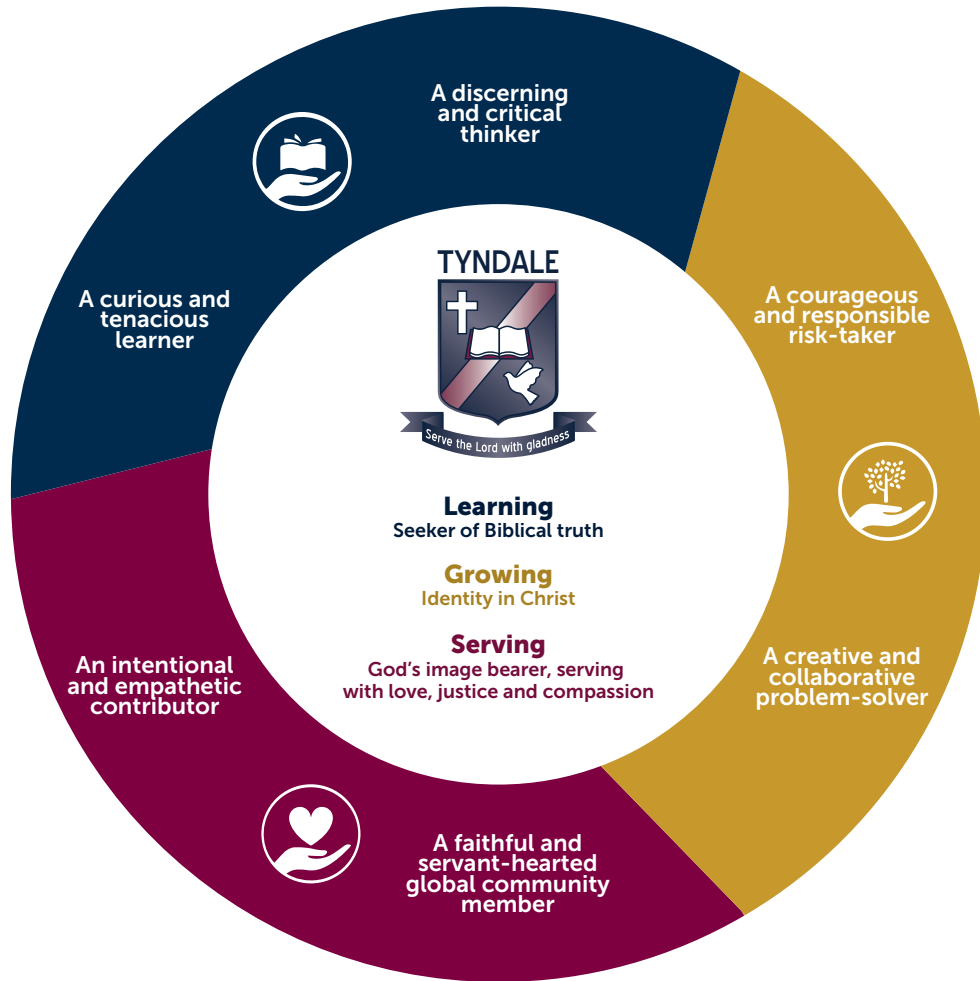 A discerning
and critical
thinker
A curious and
tenacious
learner
A courageous
and responsible
risk-taker
A creative and
collaborative
problem-solver
A faithful and
servant-hearted
global community
member
An intentional
and empathetic
contributor
TYNDALE
Serve the Lord with gladness
Learning
Seeker of Biblical truth
Growing
Identity in Christ
Serving
God's image bearer, serving
with love, justice and compassion